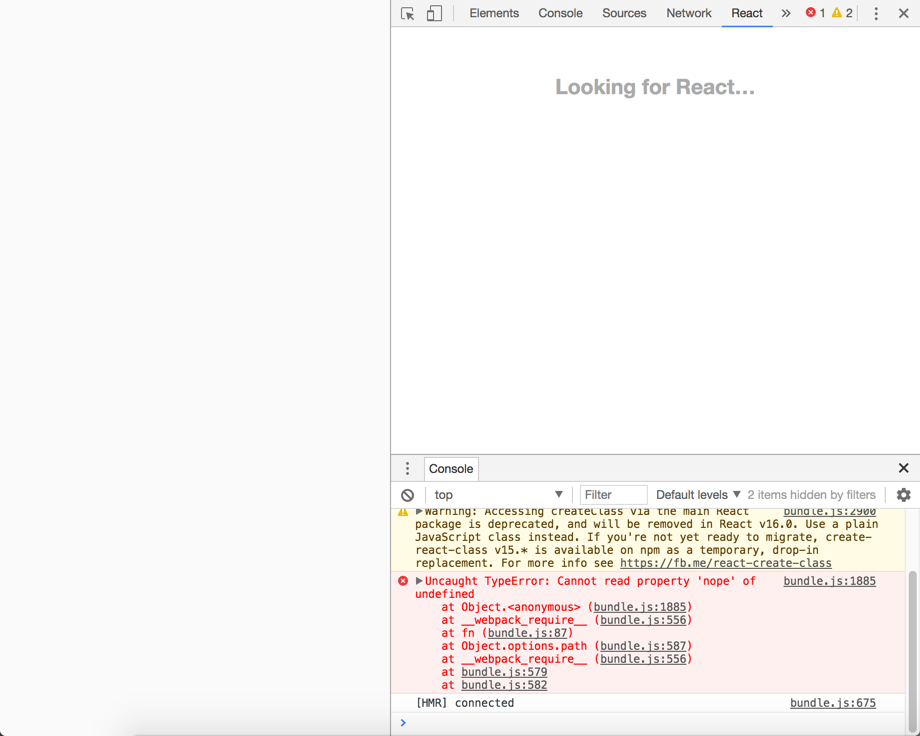 Elements Console Sources Network React » 1 2
Looking for React…
Console
top Filter Default levels 2 items hidden by filters
Warning: Accessing createClass via the main React bundle.js:2900
package is deprecated, and will be removed in React v16.0. Use a plain
JavaScript class instead. If you're not yet ready to migrate, create-
react-class v15.* is available on npm as a temporary, drop-in
replacement. For more info see https://fb.me/react-create-class
Uncaught TypeError: Cannot read property 'nope' of bundle.js:1885
undefined
at Object.<anonymous> (bundle.js:1885)
at __webpack_require__ (bundle.js:556)
at fn (bundle.js:87)
at Object.options.path (bundle.js:587)
at __webpack_require__ (bundle.js:556)
at bundle.js:579
at bundle.js:582
[HMR] connected bundle.js:675